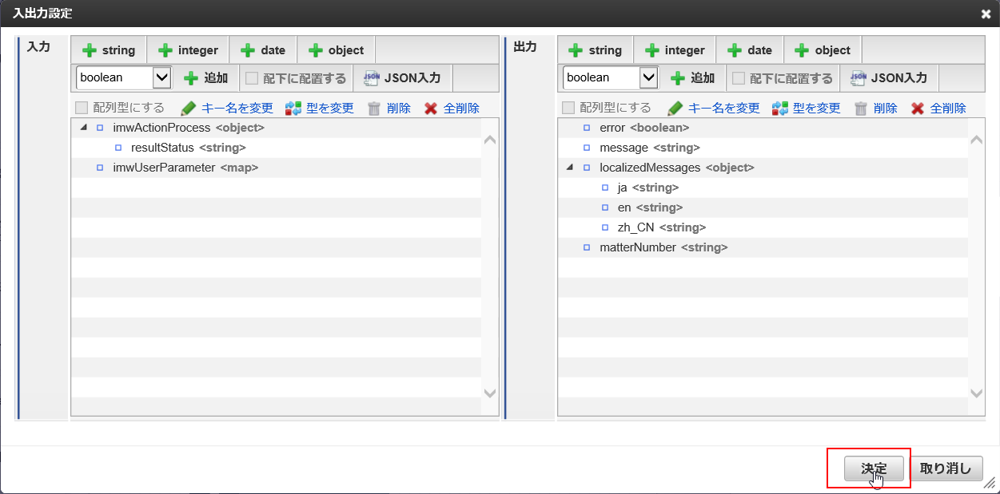 入出力設定
入力
string integer date object
boolean 追加 配下に配置する JSON JSON入力
配列型にする キー名を変更 型を変更 削除 全削除
imwActionProcess <object>
resultStatus <string>
imwUserParameter <map>
出力
string integer date object
boolean 追加 配下に配置する JSON JSON入力
配列型にする キー名を変更 型を変更 削除 全削除
error <boolean>
message <string>
localizedMessages <object>
ja <string>
en <string>
zh_CN <string>
matterNumber <string>
決定 取り消し